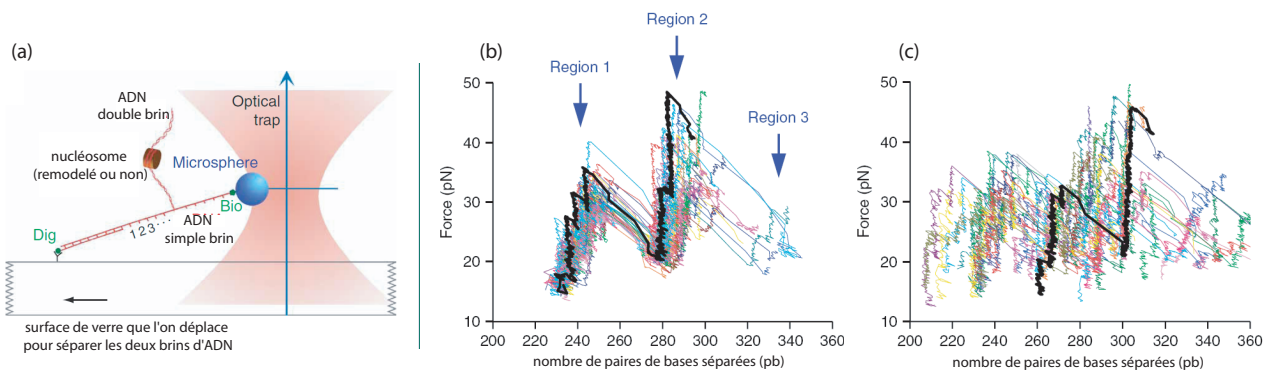 (a)
ADN
double brin
Optical
trap
nucléosome
(remodelé ou non)
Microsphere
Bio
ADN
simple brin
1 2 3 . . .
Dig
surface de verre que l'on déplace
pour séparer les deux brins d'ADN
(b)
Region 1
Region 2
Region 3
Force (pN)
50
40
30
20
10
200 220 240 260 280 300 320 340 360
nombre de paires de bases séparées (pb)
(c)
Force (pN)
50
40
30
20
10
200 220 240 260 280 300 320 340 360
nombre de paires de bases séparées (pb)